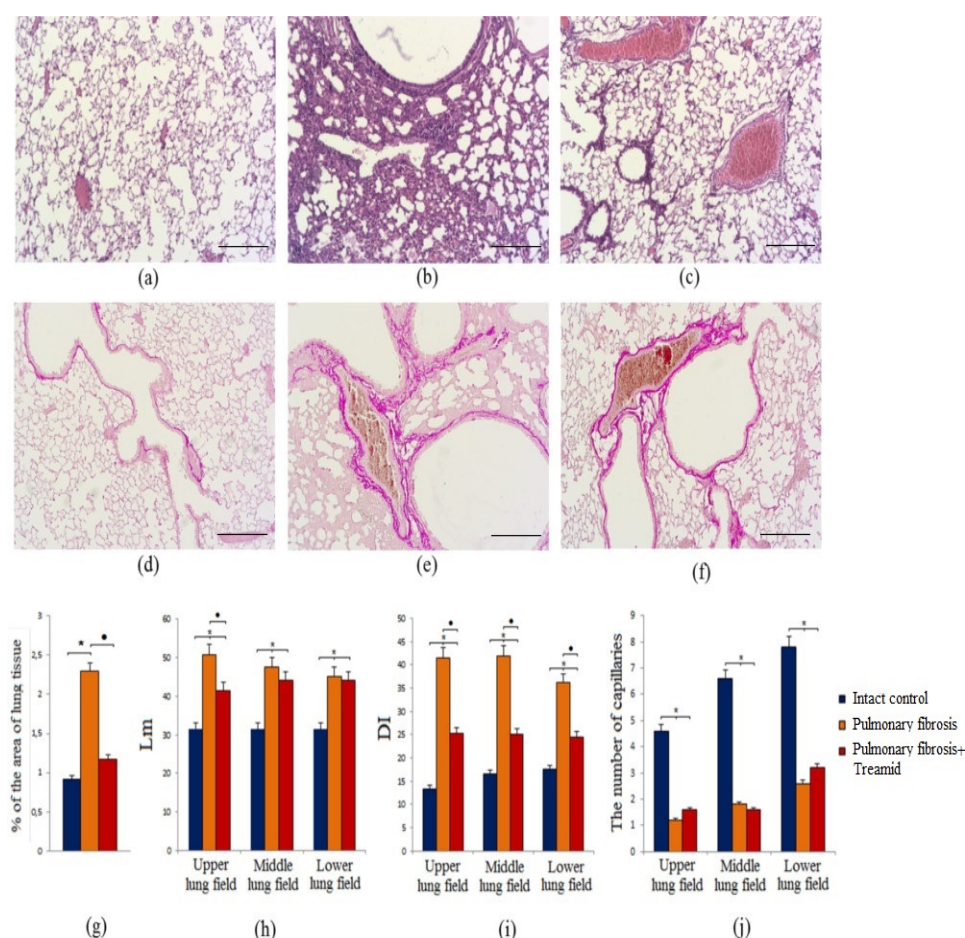 (a)
(b)
(c)
(d)
(e)
(f)
% of the area of lung tissue
3
2,5
2
1,5
1
0,5
0
*
•
(g)
Lm
60
50
40
30
20
10
0
*
•
*
*
Upper
lung field
Middle
lung field
Lower
lung field
(h)
DI
50
45
40
35
30
25
20
15
10
5
0
*
•
*
•
*
•
Upper
lung field
Middle
lung field
Lower
lung field
(i)
The number of capillaries
9
8
7
6
5
4
3
2
1
0
*
*
*
Upper
lung field
Middle
lung field
Lower
lung field
(j)
Intact control
Pulmonary fibrosis
Pulmonary fibrosis+
Treamid